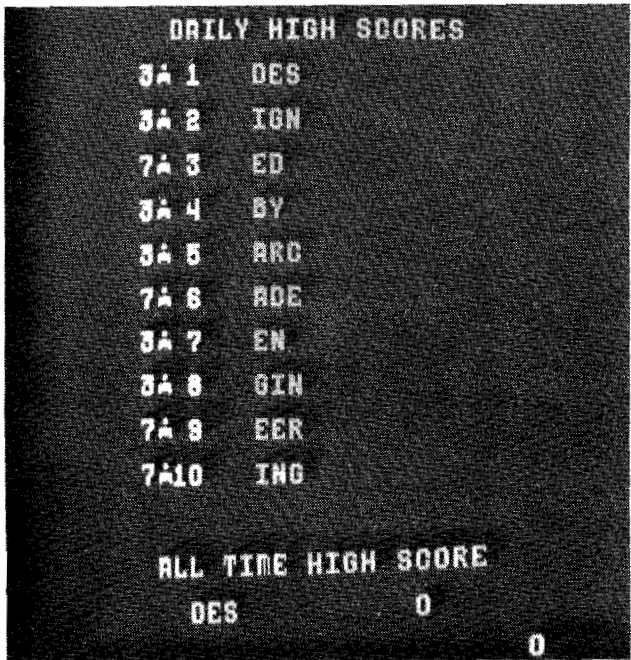 DAILY HIGH SCORES
3 1 DES
3 2 IGN
7 3 ED
3 4 BY
3 5 ARC
7 6 ADE
3 7 EN
3 8 GIN
7 9 EER
7 10 ING
ALL TIME HIGH SCORE
DES 0
0